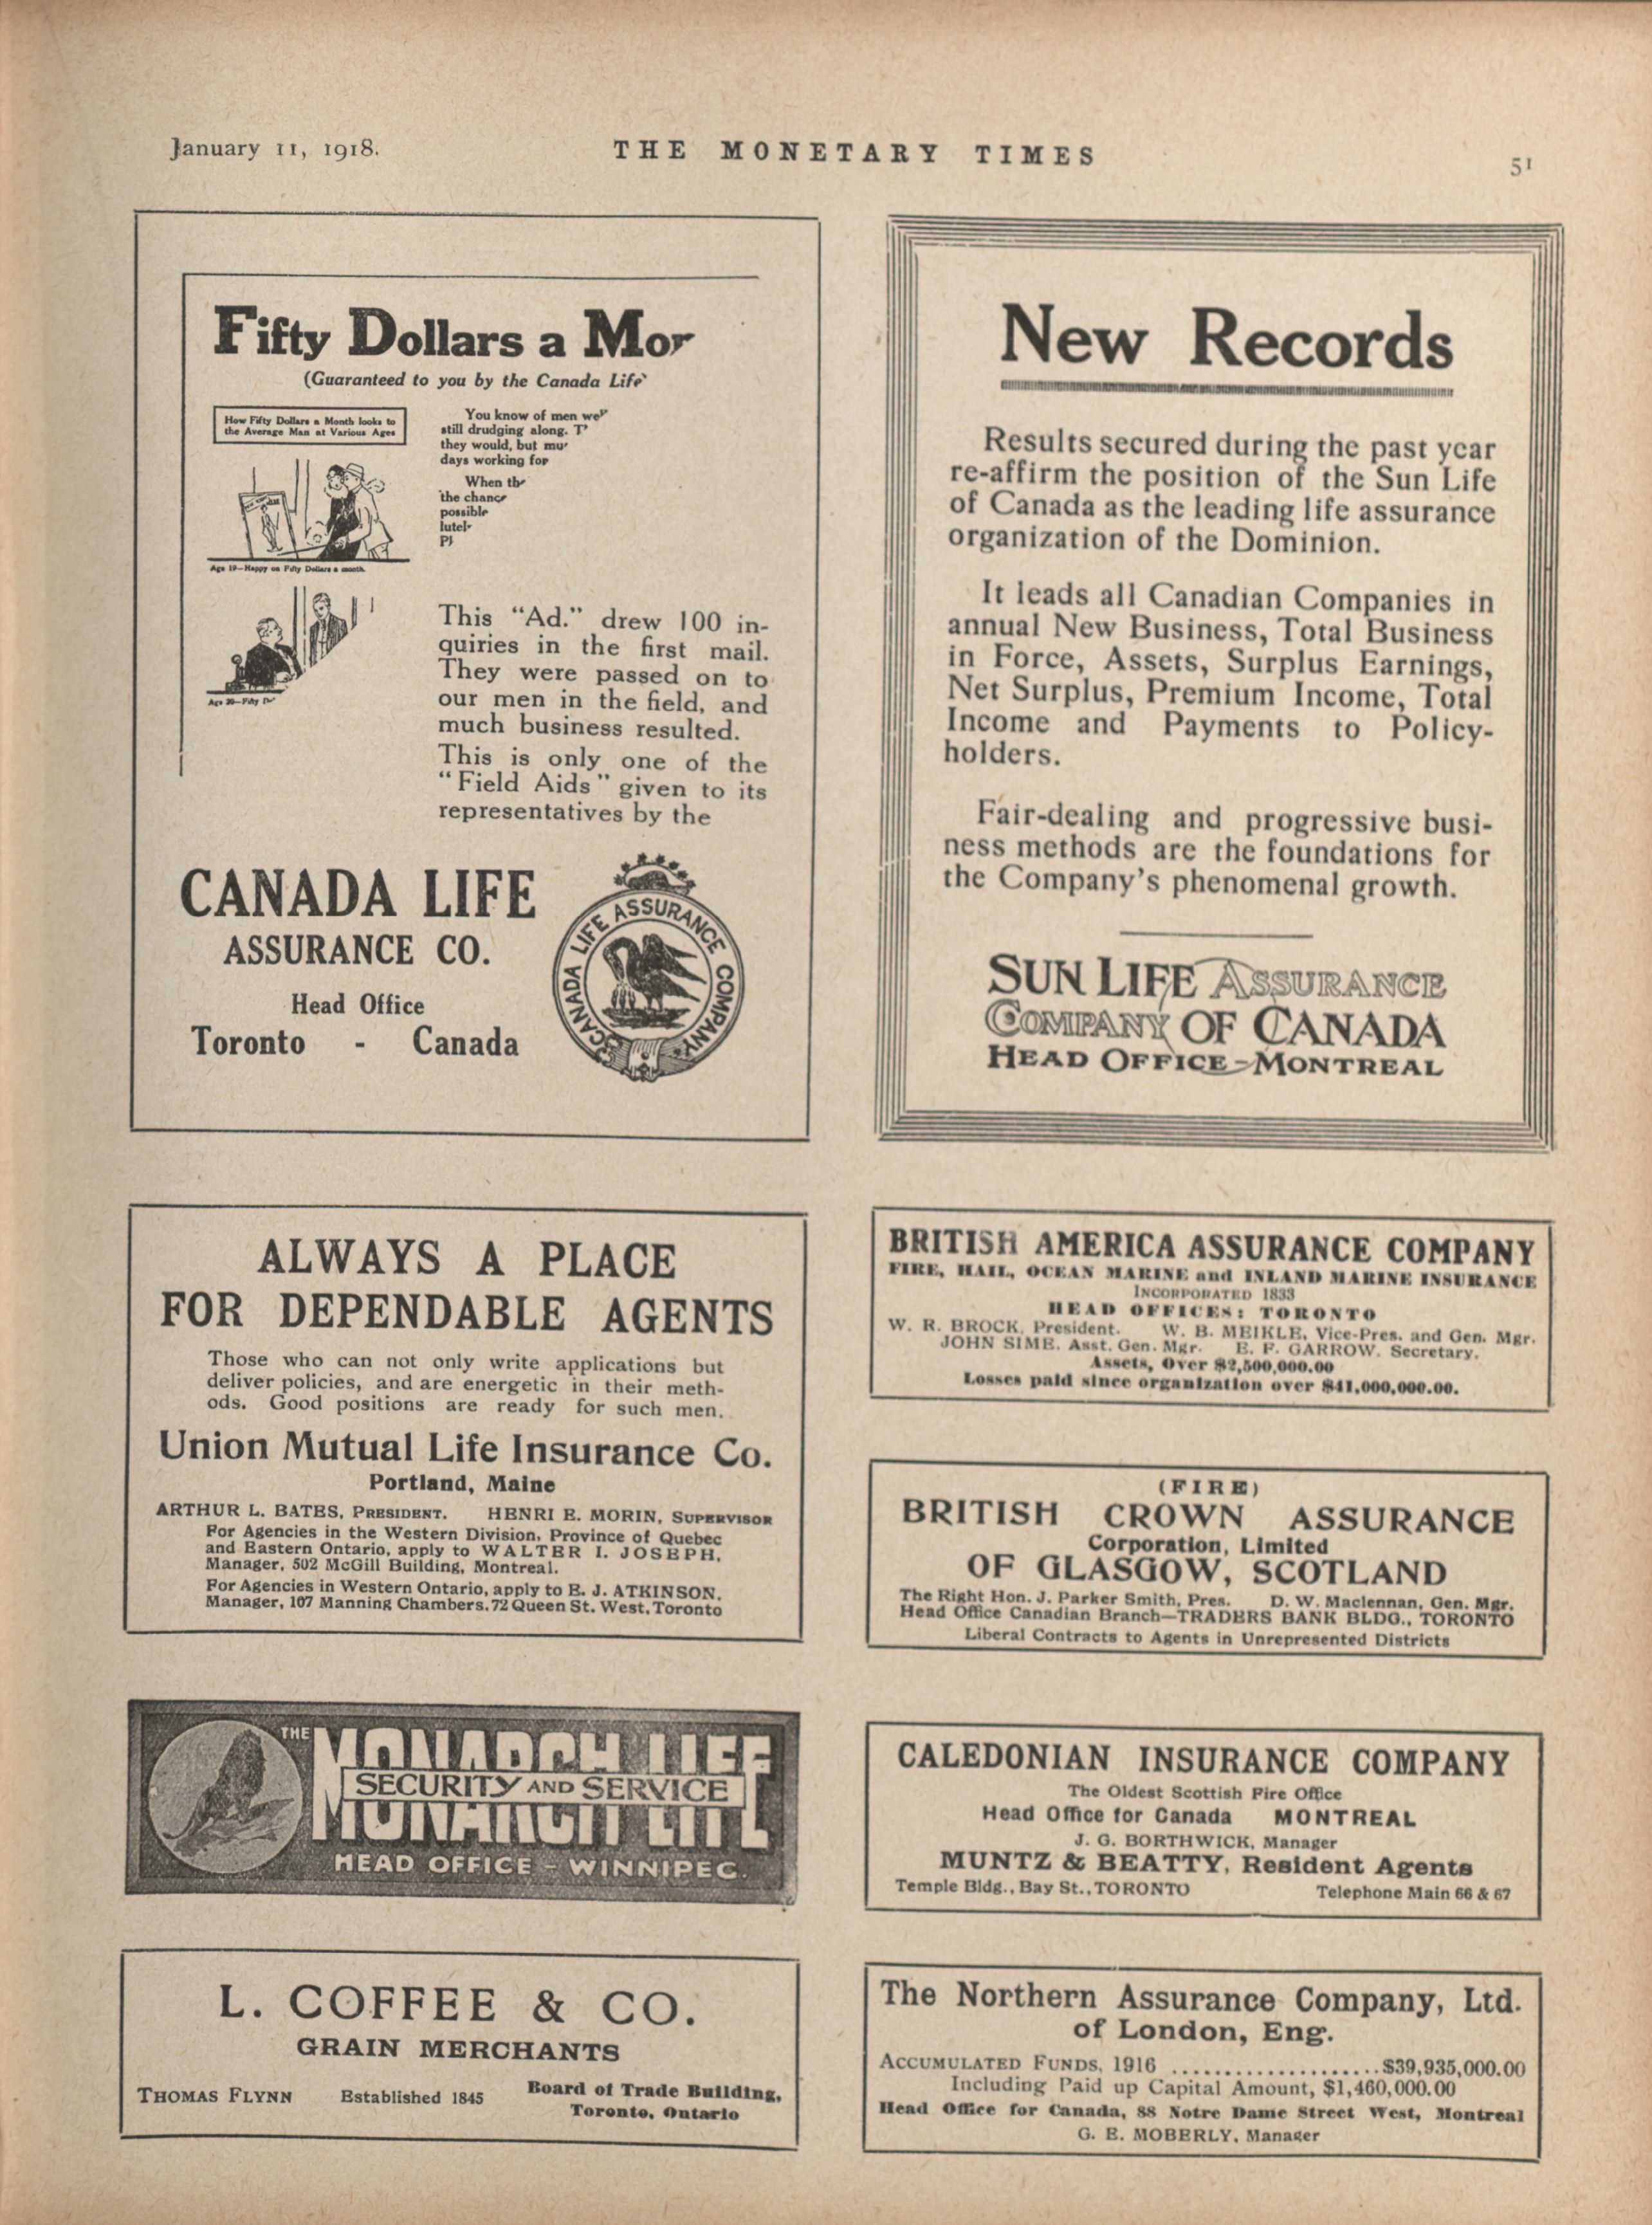 January 11, 1918.
THE MONETARY TIMES
51
Fifty Dollars a Mor
(Guaranteed to you by the Canada Life
How Fifty Dollars a Month looks to
the Average Man at Various Ages
Age 19—Happy on Fifty Dollars a month.
Age 20—Fifty
You know of men
still drudging along.
they would, but
days working for
When
the chance
possible
This "Ad." drew 100 in-
quiries in the first mail.
They were passed on to
our men in the field, and
much business resulted.
This is only one of the
"Field Aids" given to its
representatives by the
CANADA LIFE
ASSURANCE CO.
Head Office
Toronto - Canada
CANADA LIFE ASSURANCE COMPANY
New Records
Results secured during the past year
re-affirm the position of the Sun Life
of Canada as the leading life assurance
organization of the Dominion.
It leads all Canadian Companies in
annual New Business, Total Business
in Force, Assets, Surplus Earnings,
Net Surplus, Premium Income, Total
Income and Payments to Policy-
holders.
Fair-dealing and progressive busi-
ness methods are the foundations for
the Company's phenomenal growth.
SUN LIFE ASSURANCE
COMPANY OF CANADA
HEAD OFFICE-MONTREAL
ALWAYS A PLACE
FOR DEPENDABLE AGENTS
Those who can not only write applications but
deliver policies, and are energetic in their meth-
ods. Good positions are ready for such men.
Union Mutual Life Insurance Co.
Portland, Maine
ARTHUR L. BATES, PRESIDENT. HENRI E. MORIN, SUPERVISOR
For Agencies in the Western Division, Province of Quebec
and Eastern Ontario, apply to WALTER I. JOSEPH,
Manager, 502 McGill Building, Montreal.
For Agencies in Western Ontario, apply to E. J. ATKINSON,
Manager, 107 Manning Chambers, 72 Queen St. West, Toronto
THE MONARCH LIFE
SECURITY AND SERVICE
MONARCH LIFE
HEAD OFFICE - WINNIPEG.
L. COFFEE & CO.
GRAIN MERCHANTS
THOMAS FLYNN Established 1845 Board of Trade Building,
Toronto, Ontario
BRITISH AMERICA ASSURANCE COMPANY
FIRE, HAIL, OCEAN MARINE and INLAND MARINE INSURANCE
INCORPORATED 1833
HEAD OFFICES: TORONTO
W. R. BROCK, President. W. B. MEIKLE, Vice-Pres. and Gen. Mgr.
JOHN SIME, Asst. Gen. Mgr. E. F. GARROW, Secretary.
Assets, Over $2,500,000.00
Losses paid since organization over $41,000,000.00.
(FIRE)
BRITISH CROWN ASSURANCE
Corporation, Limited
OF GLASGOW, SCOTLAND
The Right Hon. J. Parker Smith, Pres. D. W. Maclennan, Gen. Mgr.
Head Office Canadian Branch—TRADERS BANK BLDG., TORONTO
Liberal Contracts to Agents in Unrepresented Districts
CALEDONIAN INSURANCE COMPANY
The Oldest Scottish Fire Office
Head Office for Canada MONTREAL
J. G. BORTHWICK, Manager
MUNTZ & BEATTY, Resident Agents
Temple Bldg., Bay St., TORONTO Telephone Main 66 & 67
The Northern Assurance Company, Ltd.
of London, Eng.
ACCUMULATED FUNDS, 1916 ....................$39,935,000.00
Including Paid up Capital Amount, $1,460,000.00
Head Office for Canada, 88 Notre Dame Street West, Montreal
G. E. MOBERLY, Manager